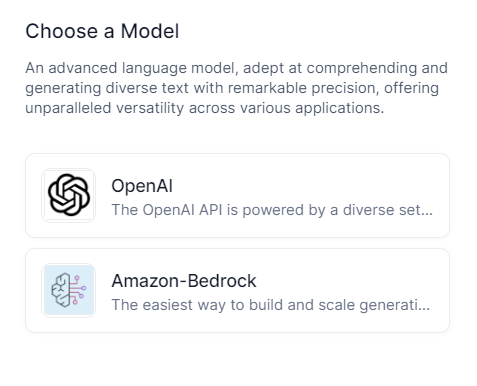 Choose a Model
An advanced language model, adept at comprehending and
generating diverse text with remarkable precision, offering
unparalleled versatility across various applications.
OpenAI
The OpenAI API is powered by a diverse set...
Amazon-Bedrock
The easiest way to build and scale generati...